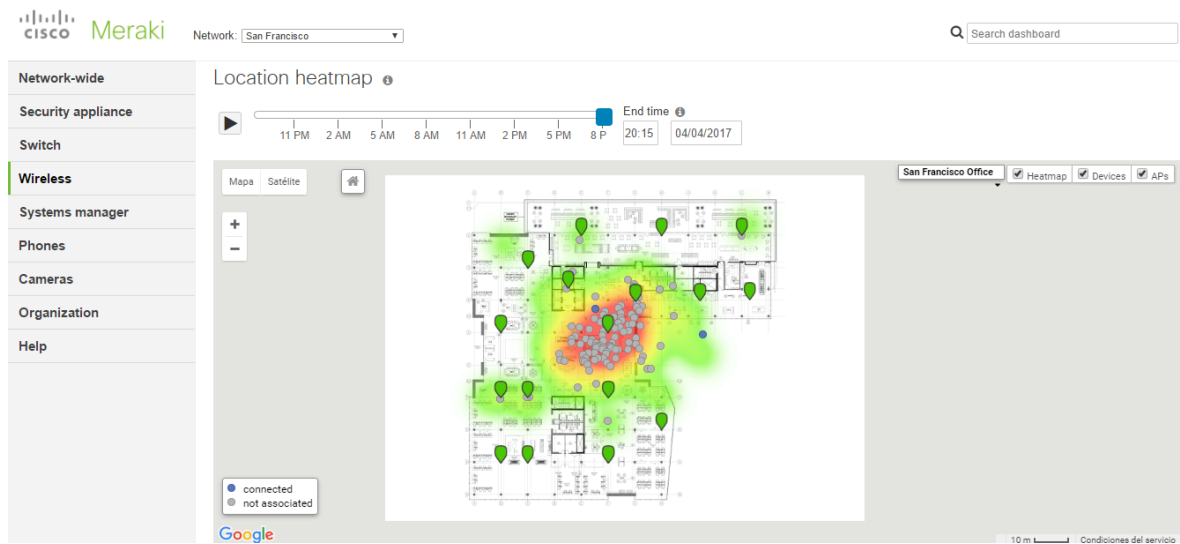 CISCO Meraki
Network: San Francisco
Search dashboard
Network-wide
Security appliance
Switch
Wireless
Systems manager
Phones
Cameras
Organization
Help
Location heatmap
11 PM 2 AM 5 AM 8 AM 11 AM 2 PM 5 PM 8 P
End time
20:15 04/04/2017
Mapa Satélite
San Francisco Office
Heatmap Devices APs
+
−
connected
not associated
Google
10 m Condiciones del servicio